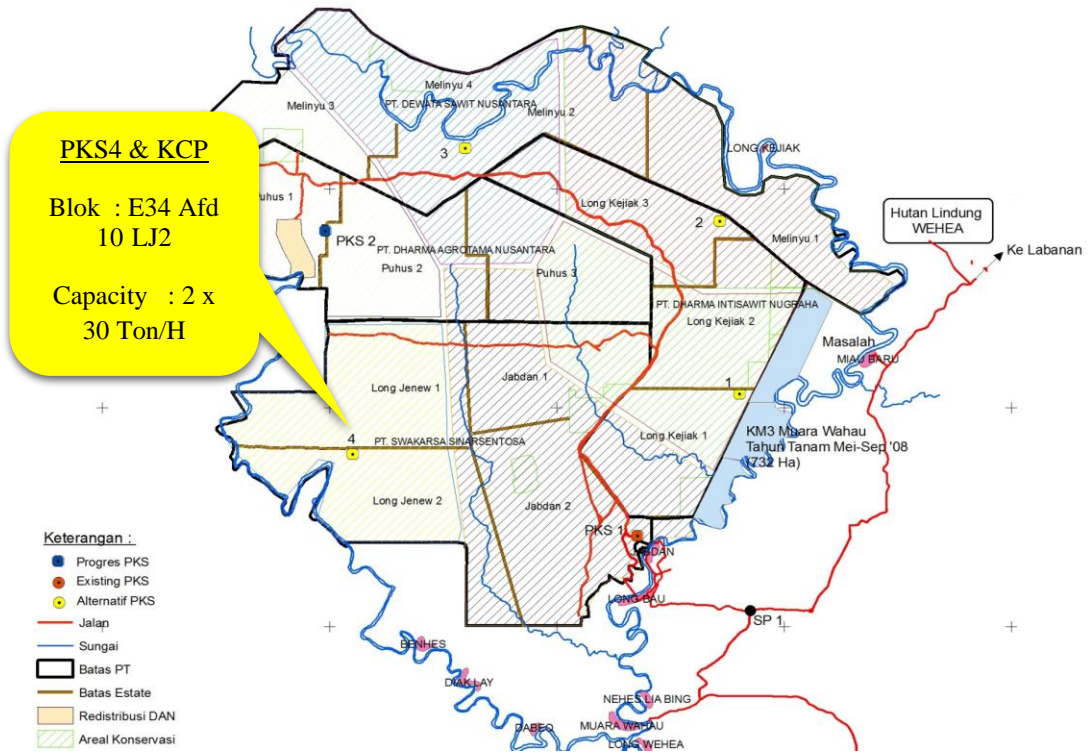 PKS4 & KCP
Blok : E34 Afd
10 LJ2
Capacity : 2 x
30 Ton/H
Melinyu 4
Melinyu 3
PT. DEWATA SAWIT NUSANTARA
Melinyu 2
3
LONG KEJIAK
Puhus 1
Long Kejiak 3
2
Melinyu 1
Hutan Lindung
WEHEA
Ke Labanan
PKS 2
PT. DHARMA AGROTAMA NUSANTARA
Puhus 2
Puhus 3
PT. DHARMA INTISAWIT NUGRAHA
Long Kejiak 2
Masalah
MIAU BARU
Long Jenew 1
Jabdan 1
1
4
PT. SWAKARSA SINARSENTOSA
Long Kejiak 1
KM3 Muara Wahau
Tahun Tanam Mei-Sep '08
(732 Ha)
Long Jenew 2
Jabdan 2
PKS 1
JABDAN
LONG BAU
SP 1
BENHES
DIAK LAY
NEHES LIA BING
DABEQ
MUARA WAHAU
LONG WEHEA
Keterangan :
Progres PKS
Existing PKS
Alternatif PKS
Jalan
Sungai
Batas PT
Batas Estate
Redistribusi DAN
Areal Konservasi